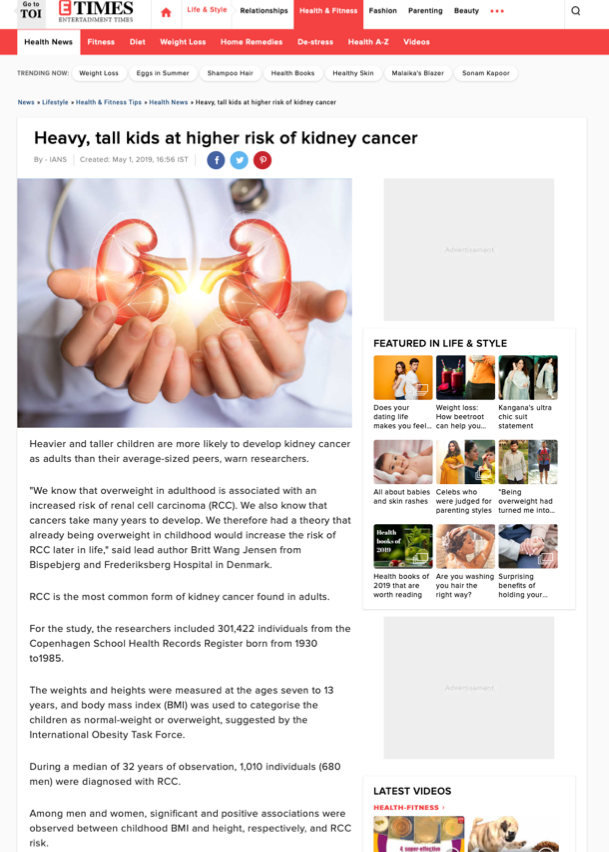 Go to
TOI
ETIMES
ENTERTAINMENT TIMES
Life & Style
Relationships
Health & Fitness
Fashion
Parenting
Beauty
Health News
Fitness
Diet
Weight Loss
Home Remedies
De-stress
Health A-Z
Videos
TRENDING NOW:
Weight Loss
Eggs in Summer
Shampoo Hair
Health Books
Healthy Skin
Malaika's Blazer
Sonam Kapoor
News » Lifestyle » Health & Fitness Tips » Health News » Heavy, tall kids at higher risk of kidney cancer
Heavy, tall kids at higher risk of kidney cancer
By - IANS | Created: May 1, 2019, 16:56 IST
Heavier and taller children are more likely to develop kidney cancer
as adults than their average-sized peers, warn researchers.
"We know that overweight in adulthood is associated with an
increased risk of renal cell carcinoma (RCC). We also know that
cancers take many years to develop. We therefore had a theory that
already being overweight in childhood would increase the risk of
RCC later in life," said lead author Britt Wang Jensen from
Bispebjerg and Frederiksberg Hospital in Denmark.
RCC is the most common form of kidney cancer found in adults.
For the study, the researchers included 301,422 individuals from the
Copenhagen School Health Records Register born from 1930
to1985.
The weights and heights were measured at the ages seven to 13
years, and body mass index (BMI) was used to categorise the
children as normal-weight or overweight, suggested by the
International Obesity Task Force.
During a median of 32 years of observation, 1,010 individuals (680
men) were diagnosed with RCC.
Among men and women, significant and positive associations were
observed between childhood BMI and height, respectively, and RCC
risk.
Advertisement
FEATURED IN LIFE & STYLE
Does your
dating life
makes you feel...
Weight loss:
How beetroot
can help you...
Kangana's ultra
chic suit
statement
All about babies
and skin rashes
Celebs who
were judged for
parenting styles
"Being
overweight had
turned me into...
Health
books of
2019
Health books of
2019 that are
worth reading
Are you washing
you hair the
right way?
Surprising
benefits of
holding your...
Advertisement
LATEST VIDEOS
HEALTH-FITNESS ›
4 super-effective